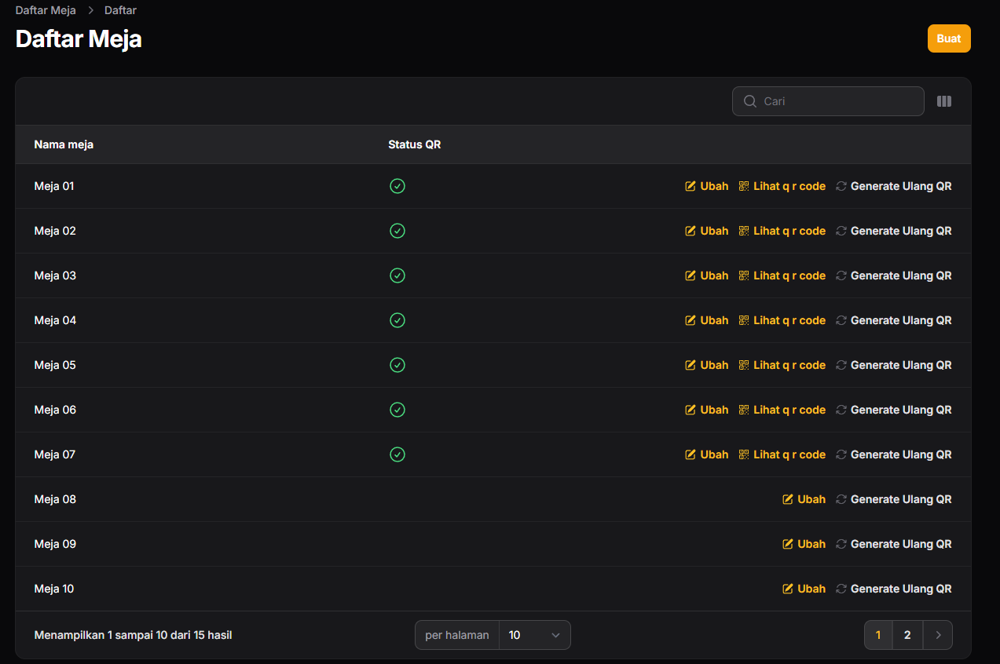 Daftar Meja > Daftar
Daftar Meja
Buat
Cari
Nama meja Status QR
Meja 01 Ubah Lihat q r code Generate Ulang QR
Meja 02 Ubah Lihat q r code Generate Ulang QR
Meja 03 Ubah Lihat q r code Generate Ulang QR
Meja 04 Ubah Lihat q r code Generate Ulang QR
Meja 05 Ubah Lihat q r code Generate Ulang QR
Meja 06 Ubah Lihat q r code Generate Ulang QR
Meja 07 Ubah Lihat q r code Generate Ulang QR
Meja 08 Ubah Generate Ulang QR
Meja 09 Ubah Generate Ulang QR
Meja 10 Ubah Generate Ulang QR
Menampilkan 1 sampai 10 dari 15 hasil per halaman 10 1 2 >